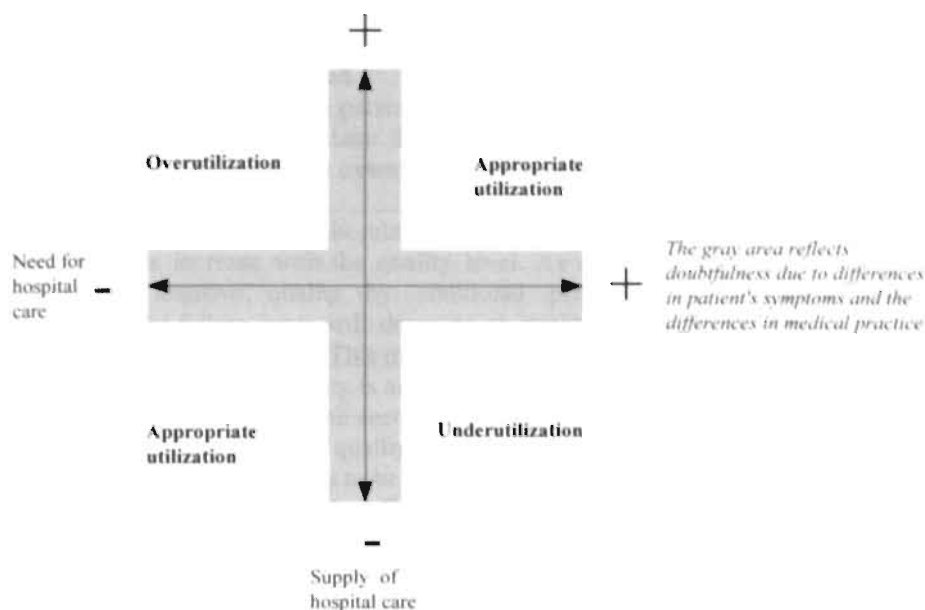 +
Overutilization
Appropriate
utilization
Need for
hospital
care
-
+
The gray area reflects
doubtfulness due to differences
in patient's symptoms and the
differences in medical practice
Appropriate
utilization
Underutilization
-
Supply of
hospital care